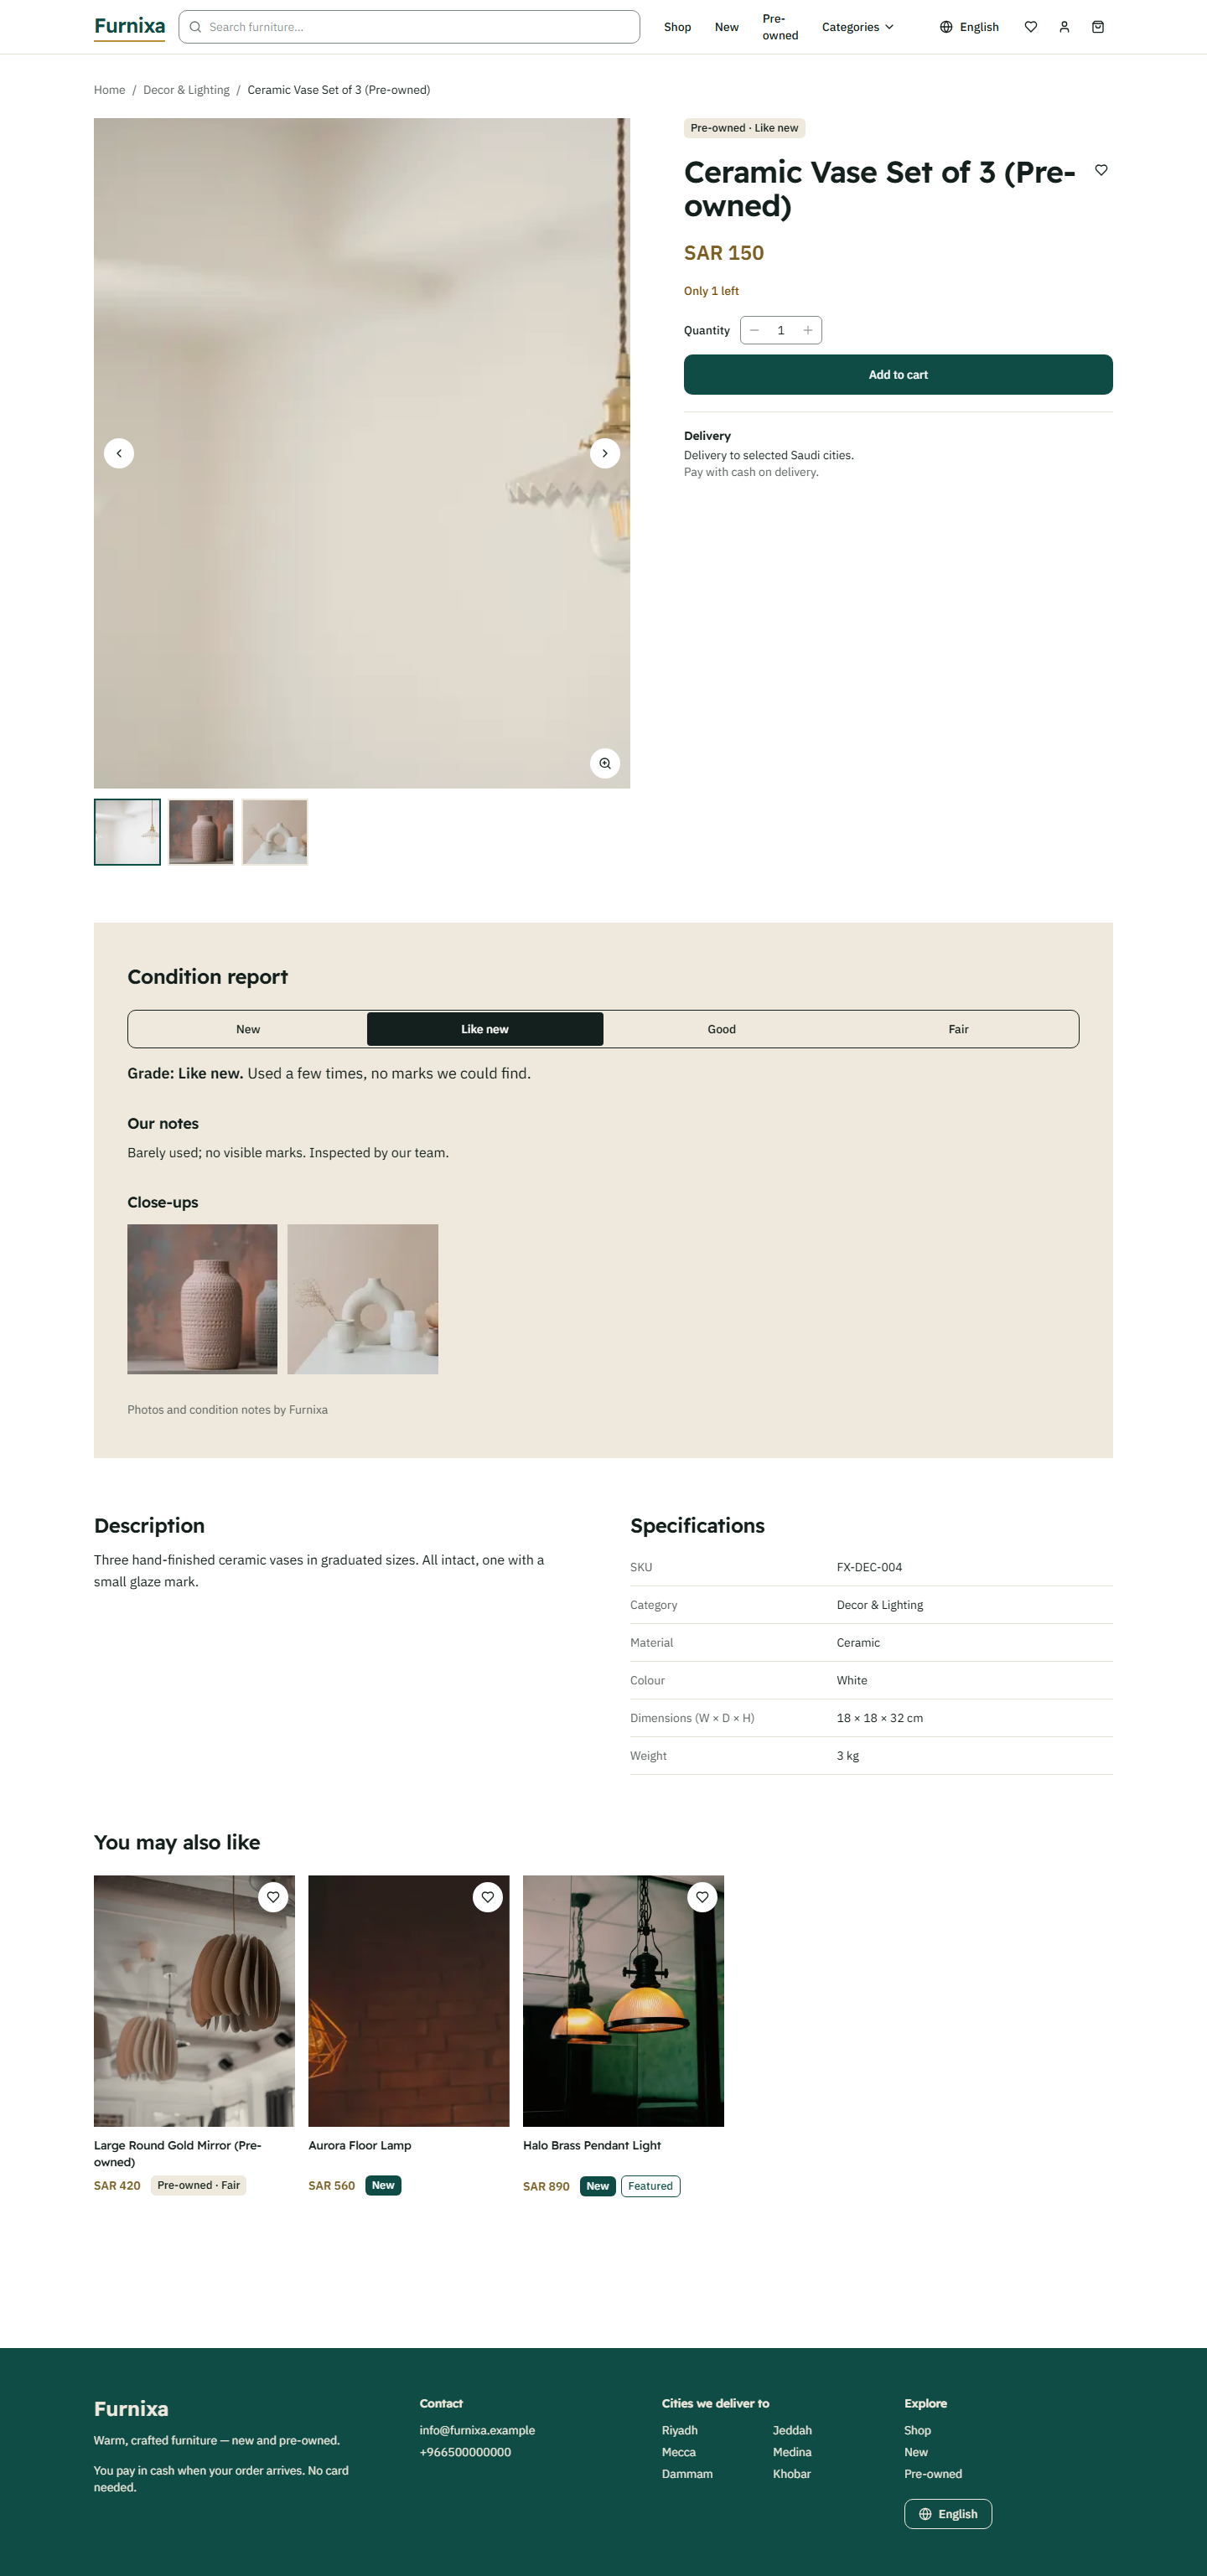 Furnixa
Search furniture...
Shop
New
Pre-
owned
Categories
English
Home / Decor & Lighting / Ceramic Vase Set of 3 (Pre-owned)
Pre-owned · Like new
Ceramic Vase Set of 3 (Pre-
owned)
SAR 150
Only 1 left
Quantity
1
Add to cart
Delivery
Delivery to selected Saudi cities.
Pay with cash on delivery.
Condition report
New
Like new
Good
Fair
Grade: Like new. Used a few times, no marks we could find.
Our notes
Barely used; no visible marks. Inspected by our team.
Close-ups
Photos and condition notes by Furnixa
Description
Three hand-finished ceramic vases in graduated sizes. All intact, one with a
small glaze mark.
Specifications
SKU FX-DEC-004
Category Decor & Lighting
Material Ceramic
Colour White
Dimensions (W × D × H) 18 × 18 × 32 cm
Weight 3 kg
You may also like
Large Round Gold Mirror (Pre-
owned)
SAR 420 Pre-owned · Fair
Aurora Floor Lamp
SAR 560 New
Halo Brass Pendant Light
SAR 890 New Featured
Furnixa
Warm, crafted furniture — new and pre-owned.
You pay in cash when your order arrives. No card
needed.
Contact
info@furnixa.example
+966500000000
Cities we deliver to
Riyadh Jeddah
Mecca Medina
Dammam Khobar
Explore
Shop
New
Pre-owned
English